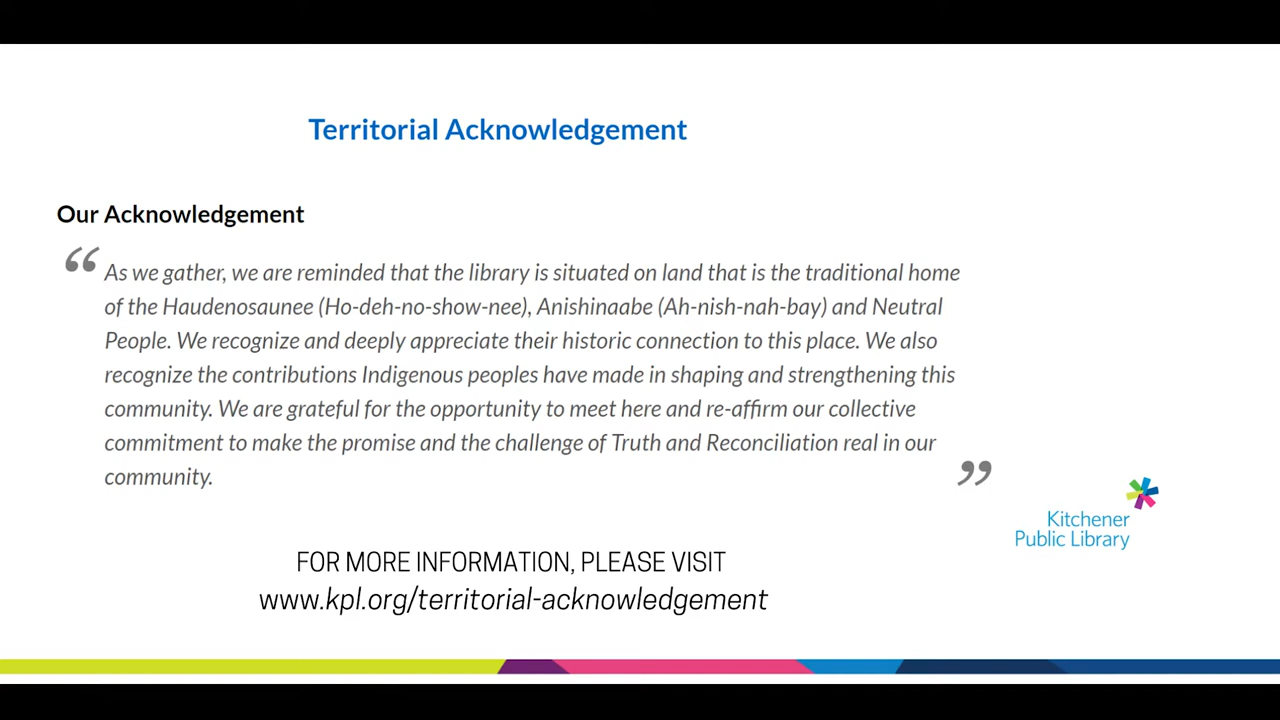 Territorial Acknowledgement
Our Acknowledgement
“ As we gather, we are reminded that the library is situated on land that is the traditional home
of the Haudenosaunee (Ho-deh-no-show-nee), Anishinaabe (Ah-nish-nah-bay) and Neutral
People. We recognize and deeply appreciate their historic connection to this place. We also
recognize the contributions Indigenous peoples have made in shaping and strengthening this
community. We are grateful for the opportunity to meet here and re-affirm our collective
commitment to make the promise and the challenge of Truth and Reconciliation real in our
community. ”
Kitchener
Public Library
FOR MORE INFORMATION, PLEASE VISIT
www.kpl.org/territorial-acknowledgement